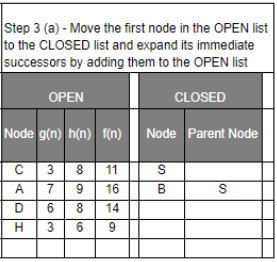 Step 3 (a) - Move the first node in the OPEN list
to the CLOSED list and expand its immediate
successors by adding them to the OPEN list
OPEN CLOSED
Node g(n) h(n) f(n) Node Parent Node
C 3 8 11 S
A 7 9 16 B S
D 6 8 14
H 3 6 9